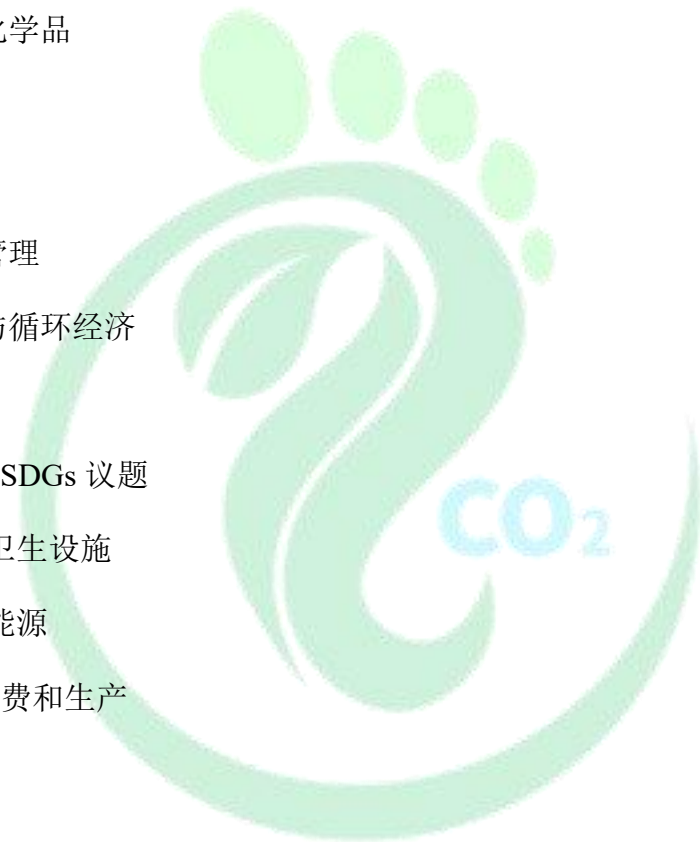 化学品
管理
与循环经济
SDGs 议题
卫生设施
能源
费和生产
CO2